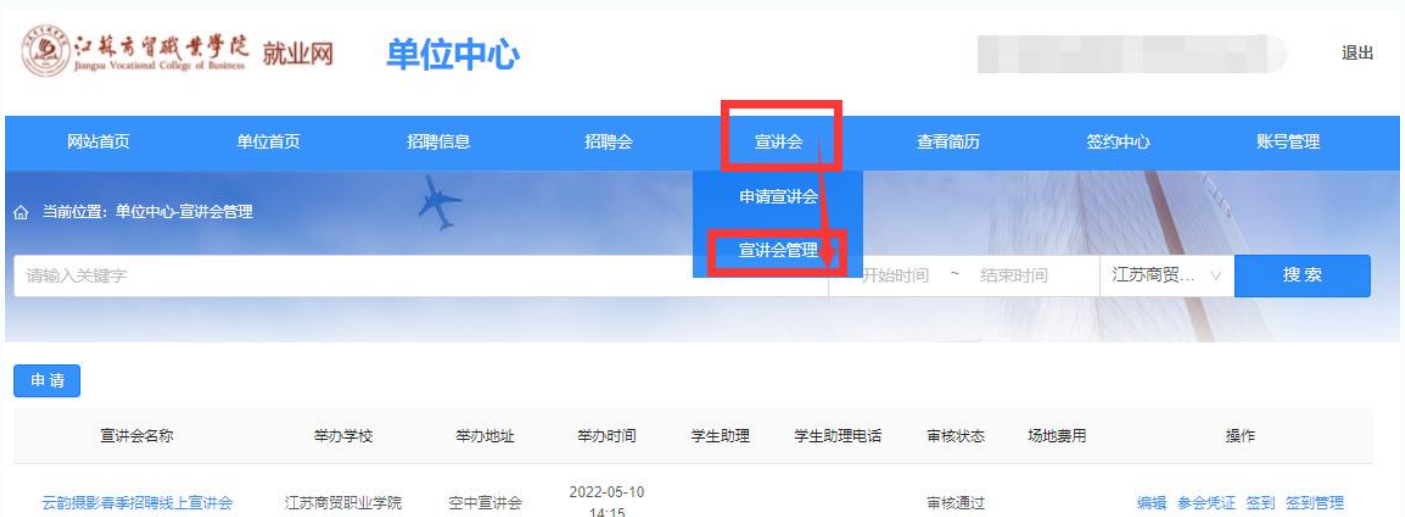 江苏商贸职业学院 就业网 单位中心 退出
Jiangsu Vocational College of Business
网站首页 单位首页 招聘信息 招聘会 宣讲会 查看简历 签约中心 账号管理
申请宣讲会
当前位置：单位中心-宣讲会管理
宣讲会管理
请输入关键字 开始时间 ~ 结束时间 江苏商贸... 搜索
申请
宣讲会名称 举办学校 举办地址 举办时间 学生助理 学生助理电话 审核状态 场地费用 操作
云韵摄影春季招聘线上宣讲会 江苏商贸职业学院 空中宣讲会 2022-05-10 审核通过 编辑 参会凭证 签到 签到管理
14:15